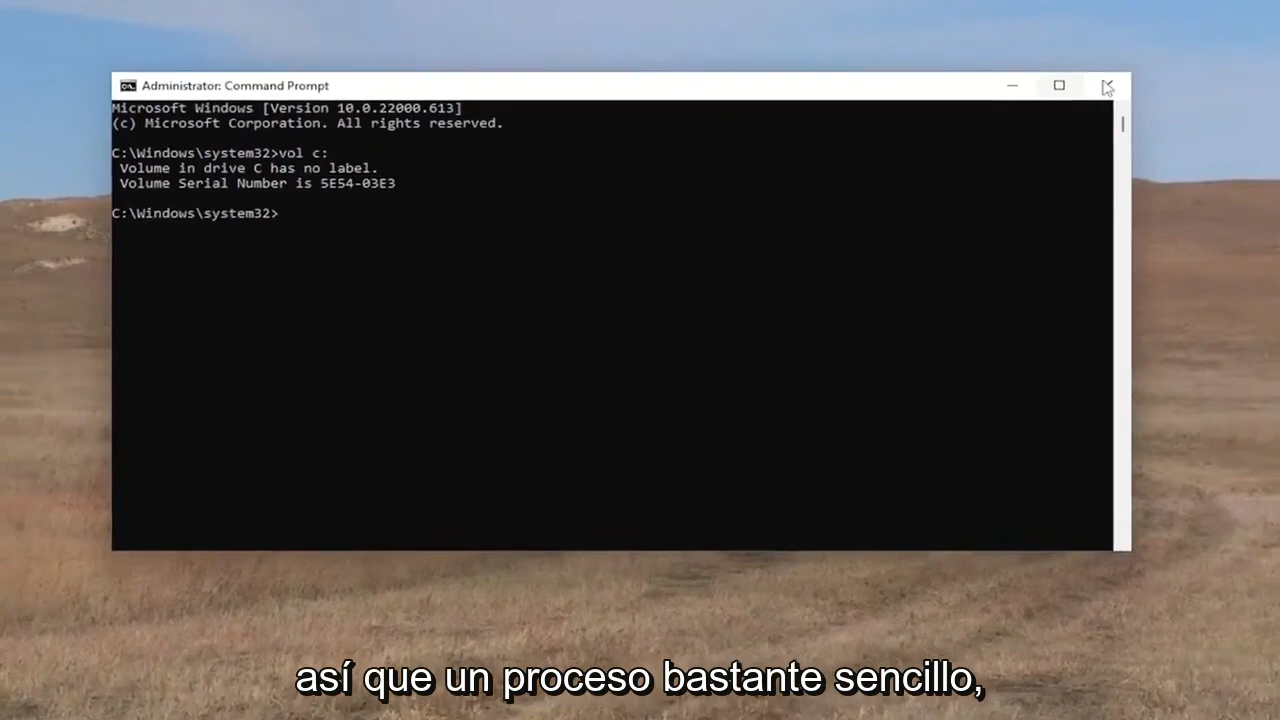 Administrator: Command Prompt
Microsoft Windows [Version 10.0.22000.613]
(c) Microsoft Corporation. All rights reserved.
C:\Windows\system32>vol c:
Volume in drive C has no label.
Volume Serial Number is 5E54-03E3
C:\Windows\system32>
así que un proceso bastante sencillo,